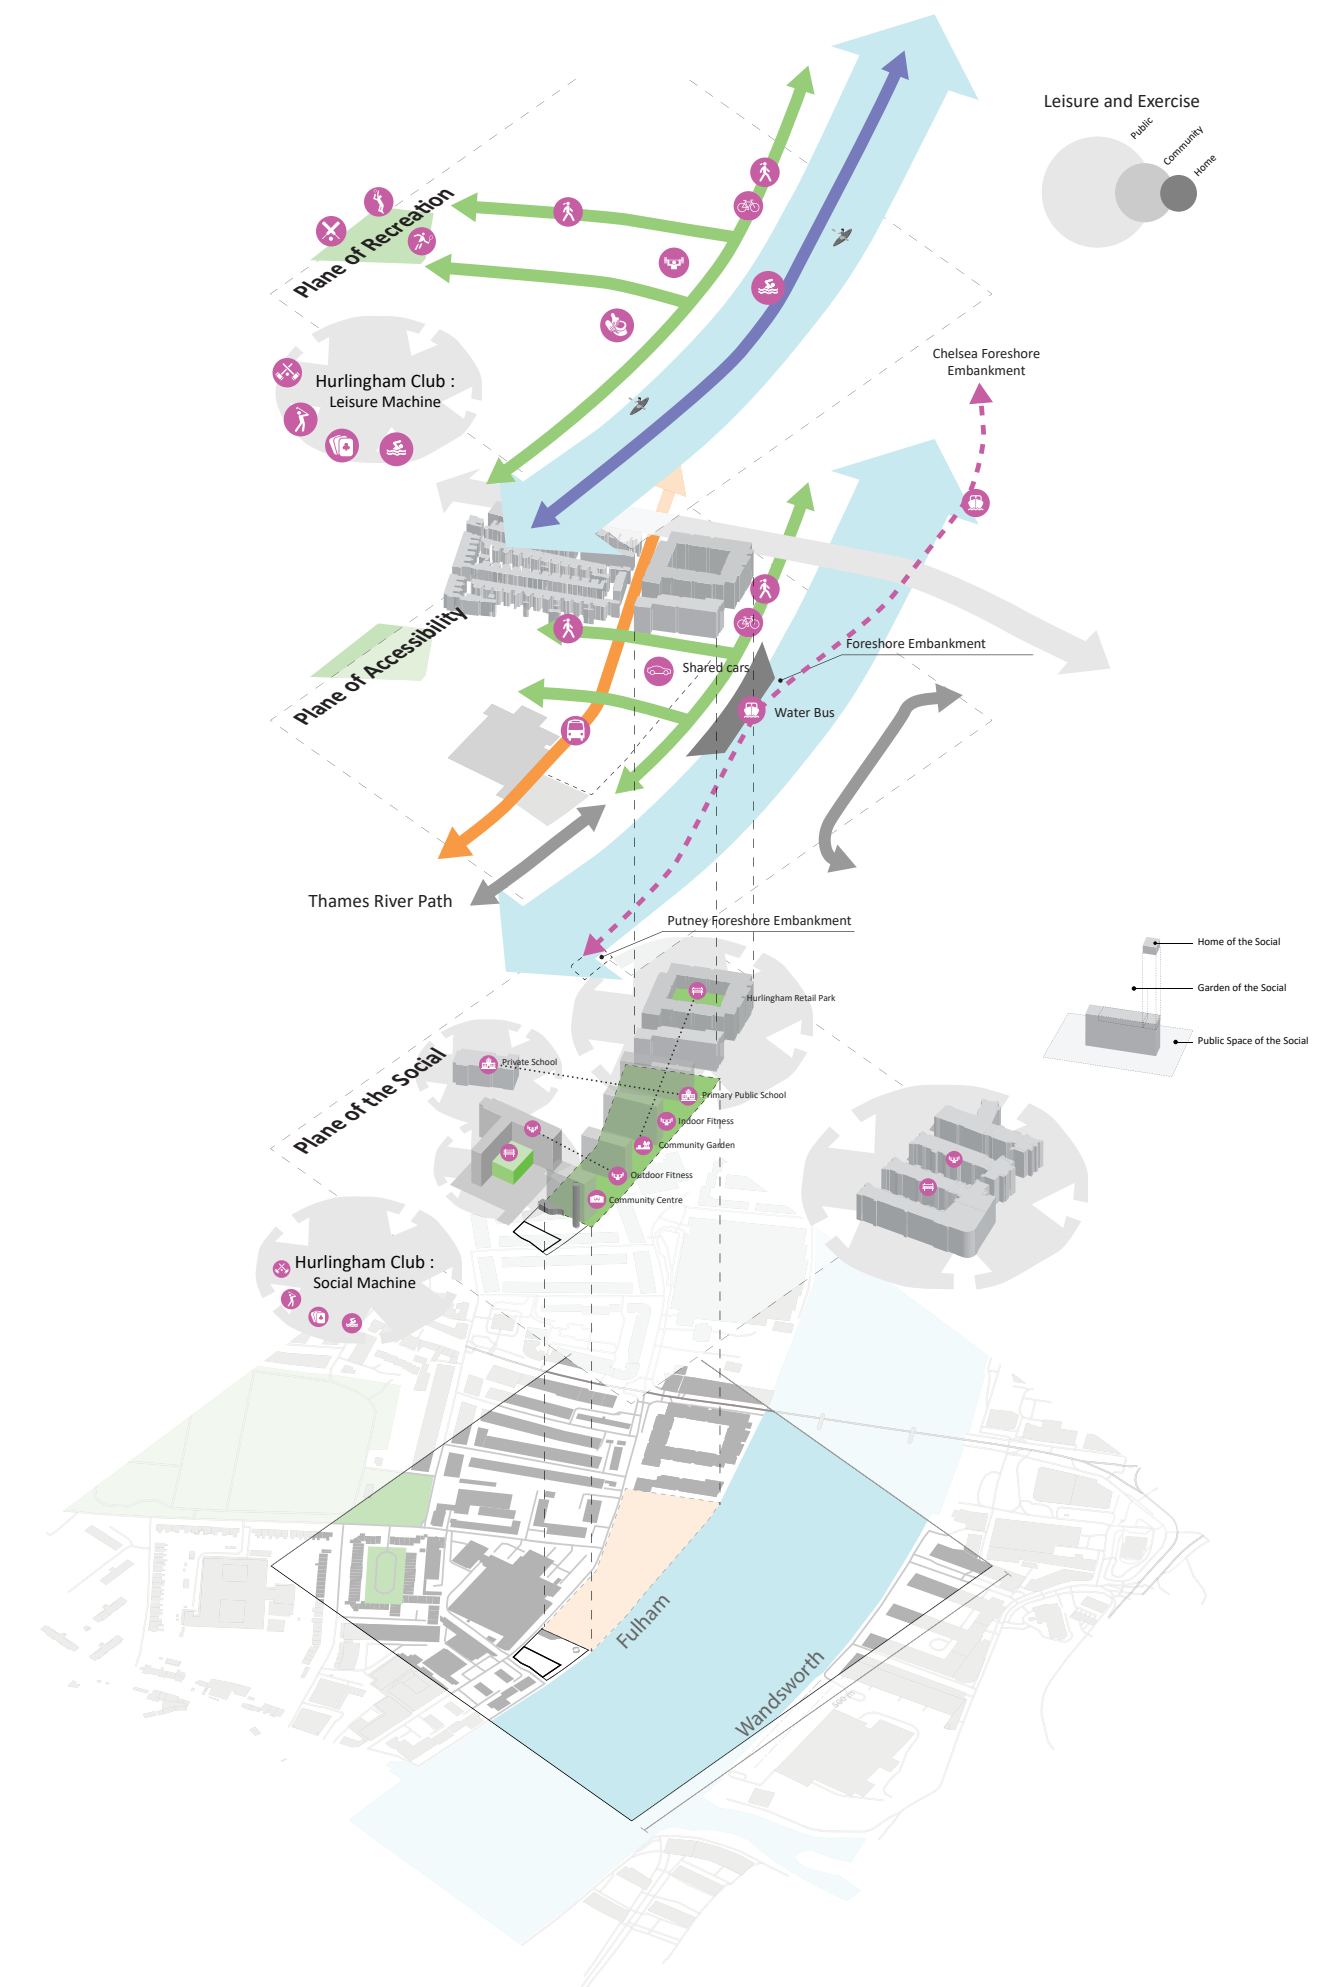 Leisure and Exercise
Public
Community
Home
Plane of Recreation
Hurlingham Club :
Leisure Machine
Chelsea Foreshore
Embankment
Plane of Accessibility
Shared cars
Foreshore Embankment
Water Bus
Thames River Path
Putney Foreshore Embankment
Home of the Social
Garden of the Social
Public Space of the Social
Hurlingham Retail Park
Plane of the Social
Private School
Primary Public School
Indoor Fitness
Community Garden
Outdoor Fitness
Community Centre
Hurlingham Club :
Social Machine
Fulham
Wandsworth